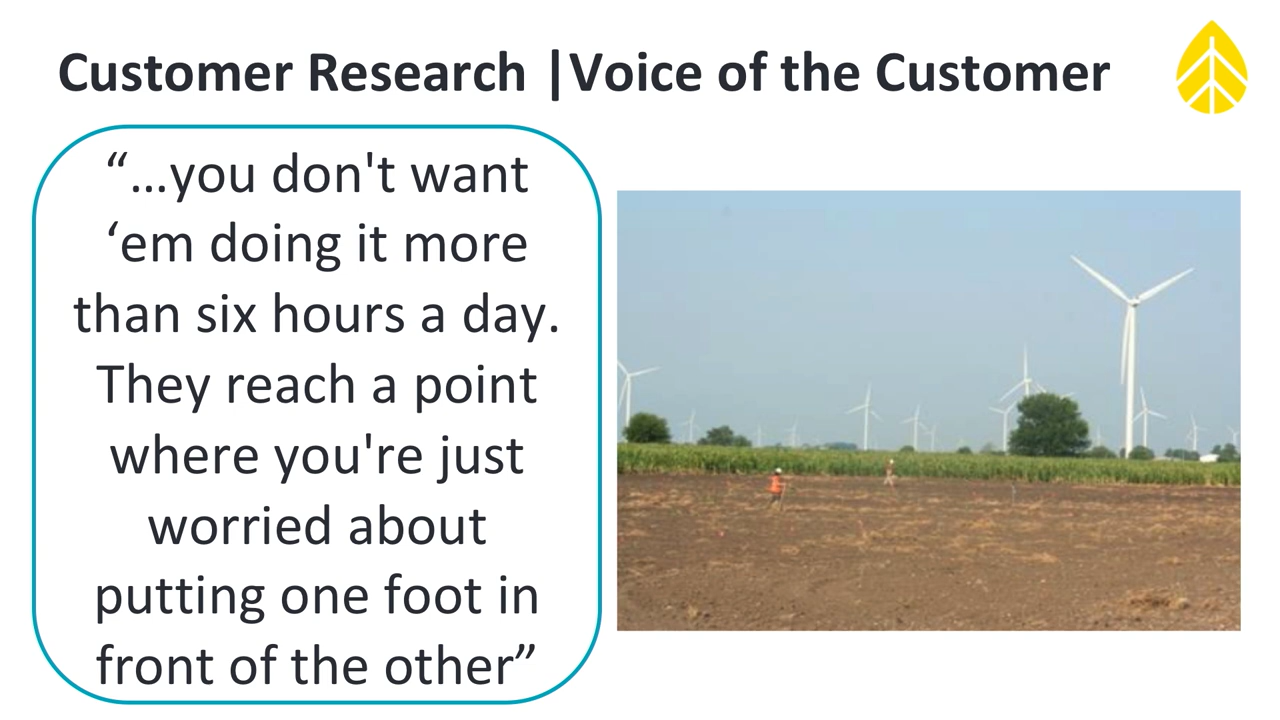 Customer Research |Voice of the Customer
“…you don't want
‘em doing it more
than six hours a day.
They reach a point
where you're just
worried about
putting one foot in
front of the other”